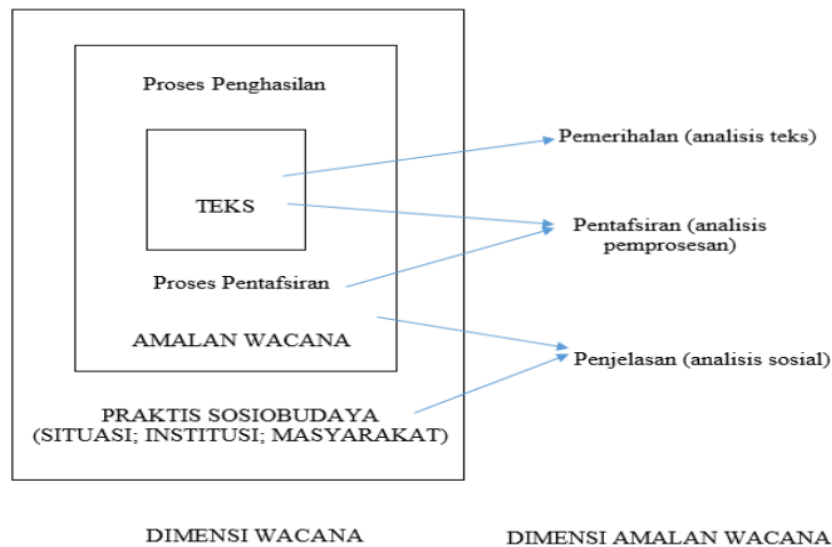 Proses Penghasilan
TEKS
Proses Pentafsiran
AMALAN WACANA
PRAKTIS SOSIOBUDAYA
(SITUASI; INSTITUSI; MASYARAKAT)
Pemerihalan (analisis teks)
Pentafsiran (analisis
pemprosesan)
Penjelasan (analisis sosial)
DIMENSI WACANA
DIMENSI AMALAN WACANA